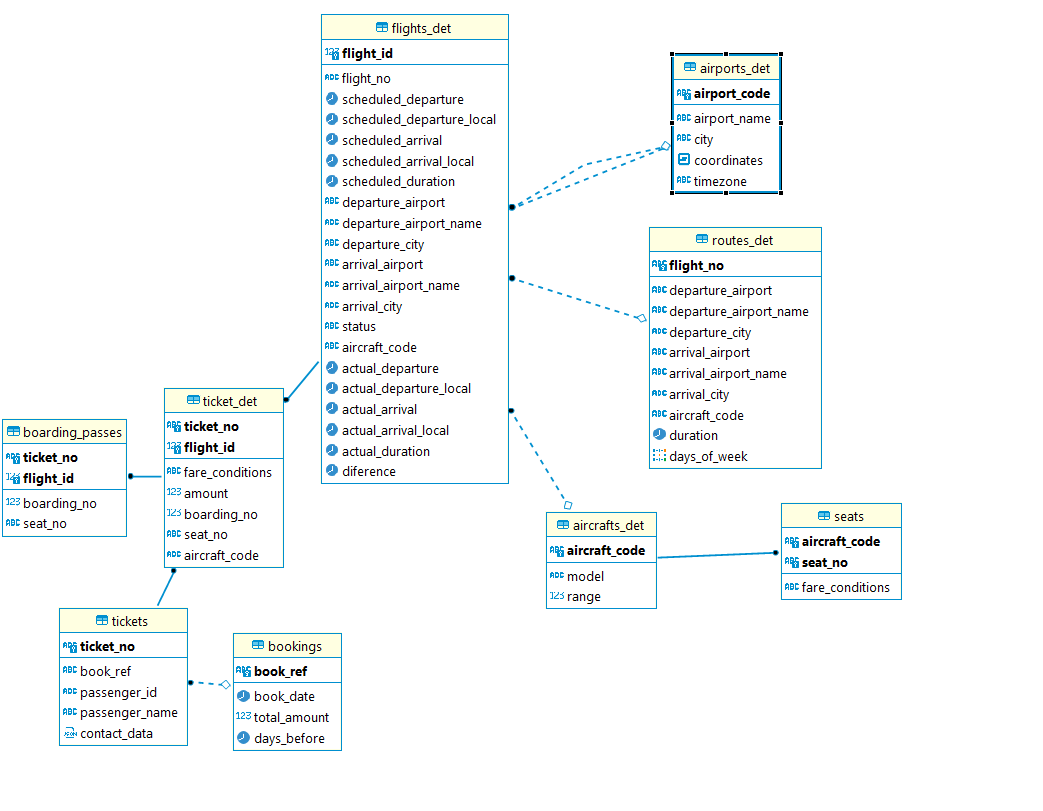 flights_det
flight_id
flight_no
scheduled_departure
scheduled_departure_local
scheduled_arrival
scheduled_arrival_local
scheduled_duration
departure_airport
departure_airport_name
departure_city
arrival_airport
arrival_airport_name
arrival_city
status
aircraft_code
actual_departure
actual_departure_local
actual_arrival
actual_arrival_local
actual_duration
diference
airports_det
airport_code
airport_name
city
coordinates
timezone
routes_det
flight_no
departure_airport
departure_airport_name
departure_city
arrival_airport
arrival_airport_name
arrival_city
aircraft_code
duration
days_of_week
ticket_det
ticket_no
flight_id
fare_conditions
amount
boarding_no
seat_no
aircraft_code
boarding_passes
ticket_no
flight_id
boarding_no
seat_no
aircrafts_det
aircraft_code
model
range
seats
aircraft_code
seat_no
fare_conditions
tickets
ticket_no
book_ref
passenger_id
passenger_name
contact_data
bookings
book_ref
book_date
total_amount
days_before